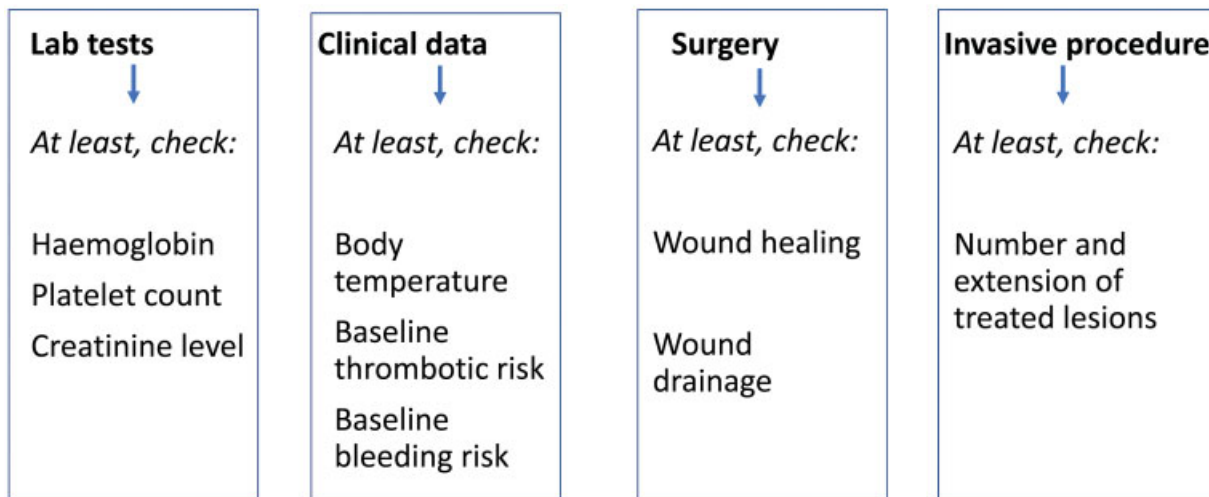 Lab tests
At least, check:
Haemoglobin
Platelet count
Creatinine level
Clinical data
At least, check:
Body
temperature
Baseline
thrombotic risk
Baseline
bleeding risk
Surgery
At least, check:
Wound healing
Wound
drainage
Invasive procedure
At least, check:
Number and
extension of
treated lesions